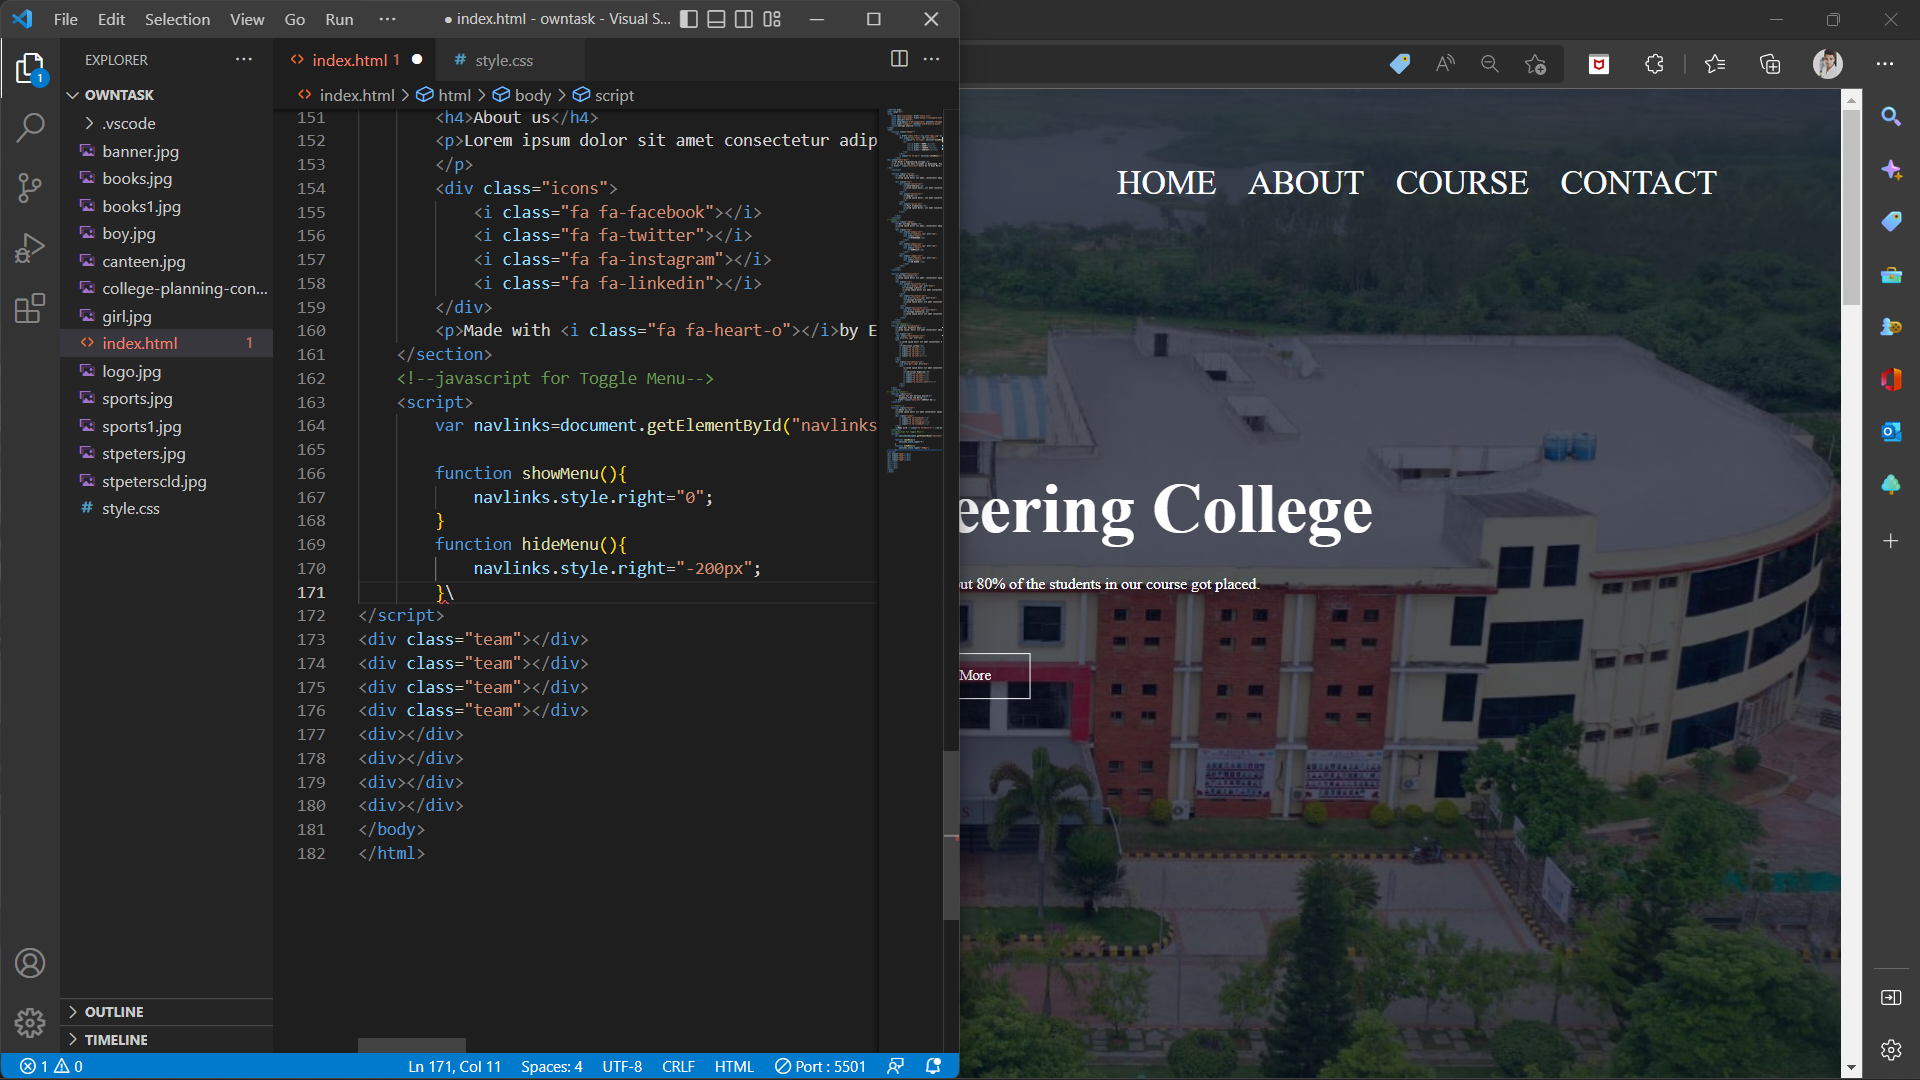 File Edit Selection View Go Run ··· ● index.html - owntask - Visual S...
EXPLORER ···
OWNTASK
.vscode
banner.jpg
books.jpg
books1.jpg
boy.jpg
canteen.jpg
college-planning-con...
girl.jpg
index.html 1
logo.jpg
sports.jpg
sports1.jpg
stpeters.jpg
stpeterscld.jpg
# style.css
OUTLINE
TIMELINE
1
<> index.html 1 ● # style.css
<> index.html > html > body > script
151 <h4>About us</h4>
152 <p>Lorem ipsum dolor sit amet consectetur adip
153 </p>
154 <div class="icons">
155 <i class="fa fa-facebook"></i>
156 <i class="fa fa-twitter"></i>
157 <i class="fa fa-instagram"></i>
158 <i class="fa fa-linkedin"></i>
159 </div>
160 <p>Made with <i class="fa fa-heart-o"></i>by E
161 </section>
162 <!--javascript for Toggle Menu-->
163 <script>
164 var navlinks=document.getElementById("navlinks
165
166 function showMenu(){
167 navlinks.style.right="0";
168 }
169 function hideMenu(){
170 navlinks.style.right="-200px";
171 }\
172 </script>
173 <div class="team"></div>
174 <div class="team"></div>
175 <div class="team"></div>
176 <div class="team"></div>
177 <div></div>
178 <div></div>
179 <div></div>
180 <div></div>
181 </body>
182 </html>
1 0 Ln 171, Col 11 Spaces: 4 UTF-8 CRLF HTML Port : 5501
HOME ABOUT COURSE CONTACT
eering College
ut 80% of the students in our course got placed.
More